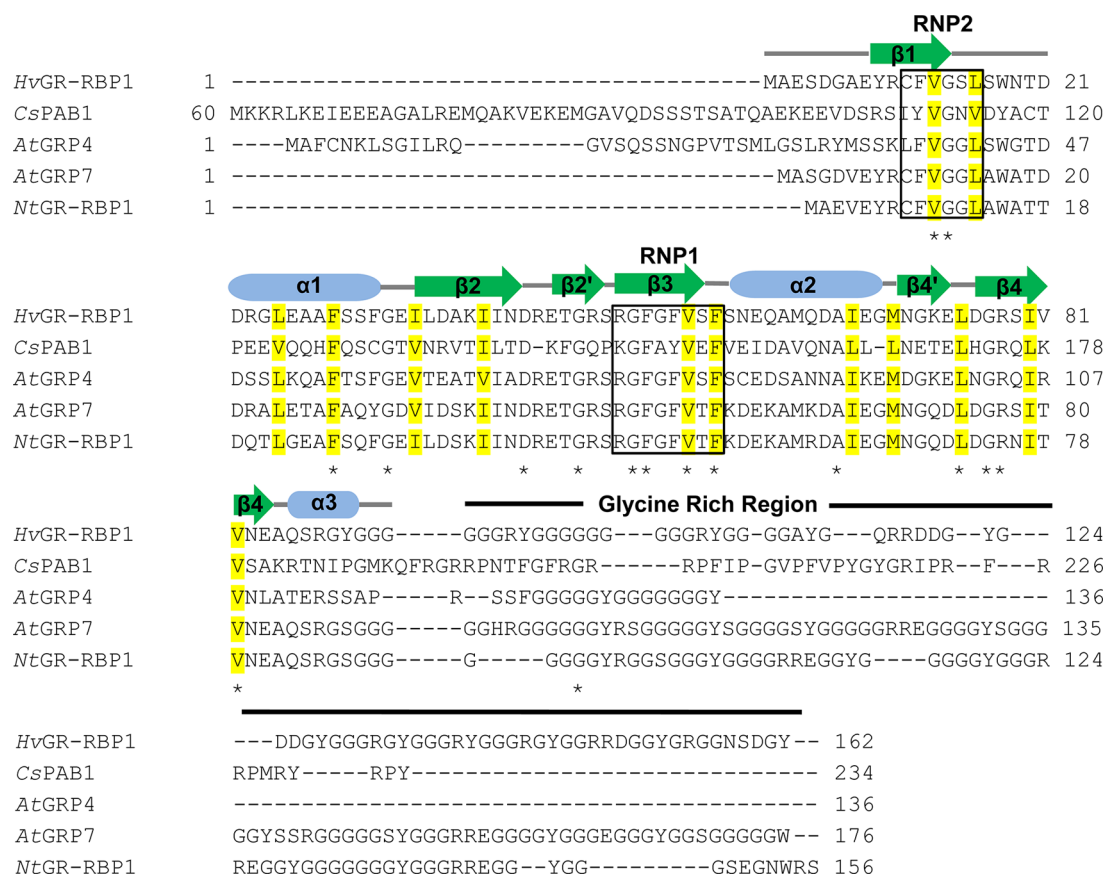 RNP2
β1
HvGR-RBP1 1 ---------------------------------------MAESDGAEYRCFVGSLSWNTD 21
CsPAB1 60 MKKRLKEIEEEAGALREMQAKVEKEMGAVQDSSSTSATQAEKEEVDSRSIYVGNVDYACT 120
AtGRP4 1 ----MAFCNKLSGILRQ---------GVSQSSNGPVTSMLGSLRYMSSKLFVGGLSWGTD 47
AtGRP7 1 ----------------------------------------MASGDVEYRCFVGGLAWATD 20
NtGR-RBP1 1 ------------------------------------------MAEVEYRCFVGGLAWATT 18
**
RNP1
α1 β2 β2' β3 α2 β4' β4
HvGR-RBP1 DRGLEAAFSSFGEILDAKIINDRETGRSRGFGFVSFSNEQAMQDAIEGMNGKELDGRSIV 81
CsPAB1 PEEVQQHFQSCGTVNRVTILTD-KFGQPKGFAYVEFVEIDAVQNALL-LNETELHGRQLK 178
AtGRP4 DSSLKQAFTSFGEVTEATVIADRETGRSRGFGFVSFSCEDSANNAIKEMDGKELNGRQIR 107
AtGRP7 DRALETAFAQYGDVIDSKIINDRETGRSRGFGFVTFKDEKAMKDAIEGMNGQDLDGRSIT 80
NtGR-RBP1 DQTLGEAFSQFGEILDSKIINDRETGRSRGFGFVTFKDEKAMRDAIEGMNGQDLDGRNIT 78
* * * * ** * * * * **
β4 α3 Glycine Rich Region
HvGR-RBP1 VNEAQSRGYGGG-----GGGRYGGGGGG---GGGRYGG-GGAYG---QRRDDG--YG--- 124
CsPAB1 VSAKRTNIPGMKQFRGRRPNTFGFRGR------RPFIP-GVPFVPYGYGRIPR--F---R 226
AtGRP4 VNLATERSSAP-----R--SSFGGGGGYGGGGGGGY------------------------ 136
AtGRP7 VNEAQSRGSGGG-----GGHRGGGGGGYRSGGGGGYSGGGGSYGGGGGRREGGGGYSGGG 135
NtGR-RBP1 VNEAQSRGSGGG-----G-----GGGGYRGGSGGGYGGGGRREGGYG----GGGGYGGGR 124
* *
HvGR-RBP1 ---DDGYGGGRGYGGGRYGGGRGYGGRRDGGYGRGGNSDGY-- 162
CsPAB1 RPMRY-----RPY------------------------------ 234
AtGRP4 ------------------------------------------- 136
AtGRP7 GGYSSRGGGGGSYGGGRREGGGGYGGGEGGGYGGSGGGGGW-- 176
NtGR-RBP1 REGGYGGGGGGGYGGGRREGG--YGG---------GSEGNWRS 156